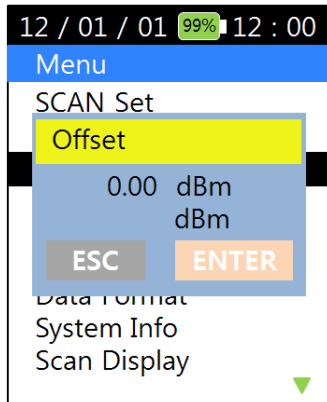 12 / 01 / 01 99% 12 : 00
Menu
SCAN Set
Offset
0.00 dBm
dBm
ESC ENTER
Data Format
System Info
Scan Display